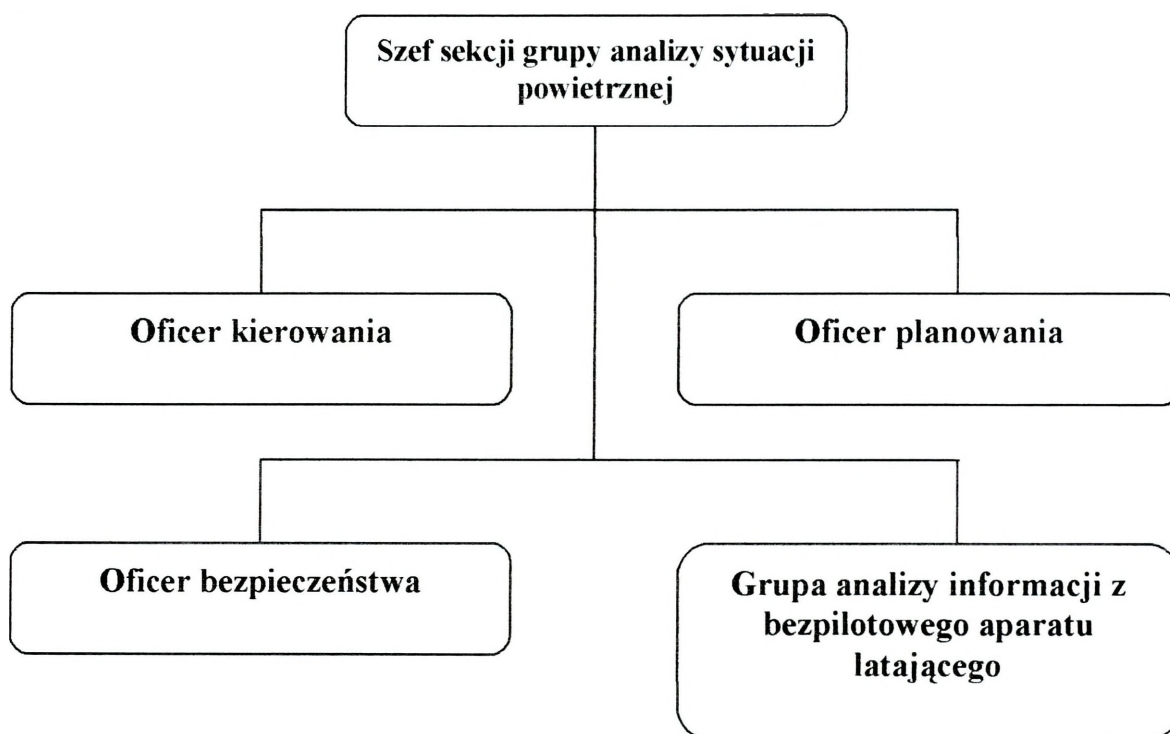 Szef sekcji grupy analizy sytuacji
powietrznej
Oficer kierowania
Oficer planowania
Oficer bezpieczeństwa
Grupa analizy informacji z
bezpilotowego aparatu
latającego